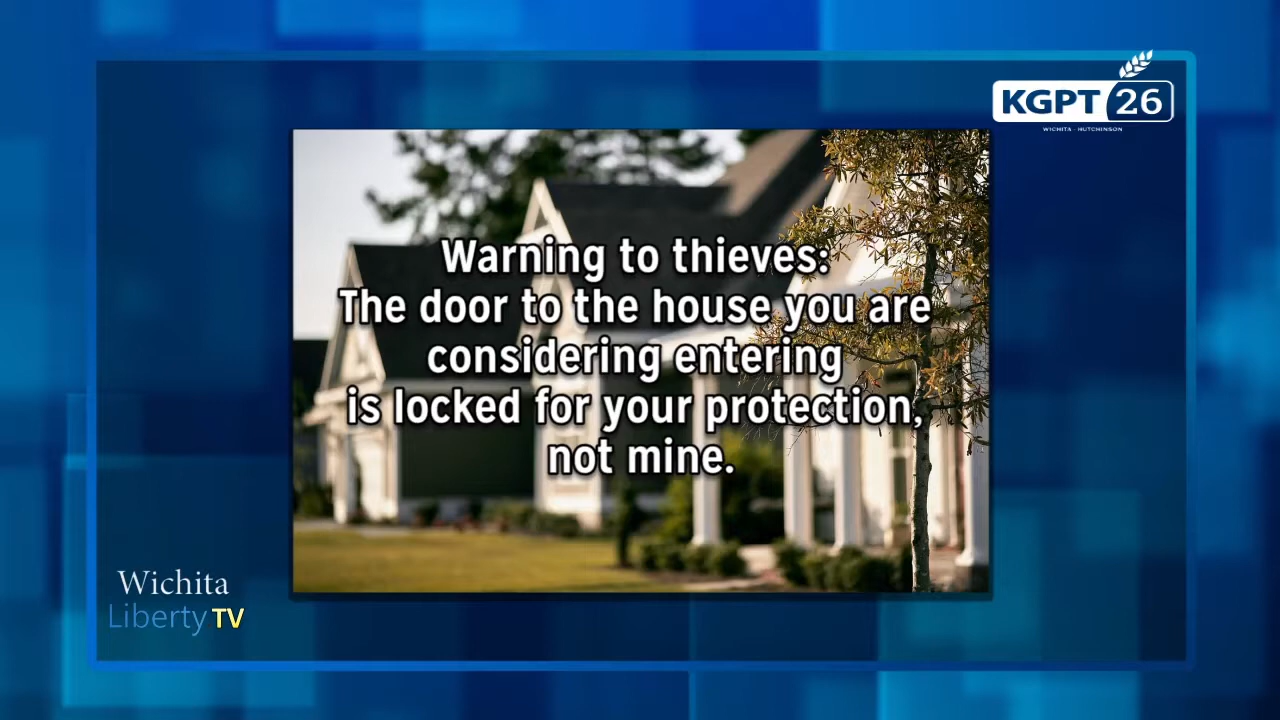 KGPT 26
WICHITA - HUTCHINSON
Warning to thieves:
The door to the house you are
considering entering
is locked for your protection,
not mine.
Wichita
Liberty TV